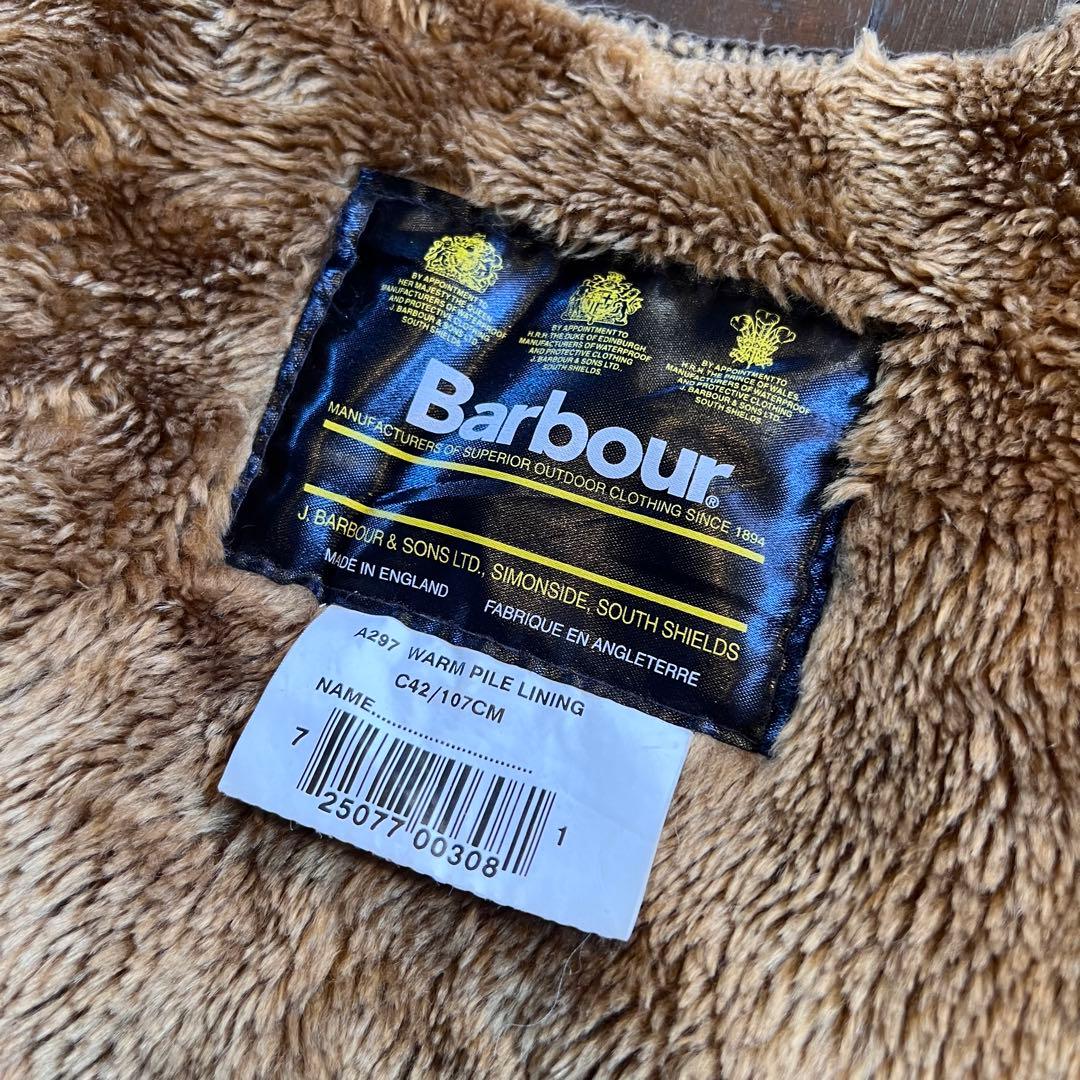 BY APPOINTMENT TO
HER MAJESTY THE QUEEN
MANUFACTURERS OF WATERPROOF
AND PROTECTIVE CLOTHING
J. BARBOUR & SONS LTD.
SOUTH SHIELDS.
BY APPOINTMENT TO
H.R.H. THE DUKE OF EDINBURGH
MANUFACTURERS OF WATERPROOF
AND PROTECTIVE CLOTHING
J. BARBOUR & SONS LTD.
SOUTH SHIELDS.
BY APPOINTMENT TO
H.R.H. THE PRINCE OF WALES
MANUFACTURERS OF WATERPROOF
AND PROTECTIVE CLOTHING
J. BARBOUR & SONS LTD.
SOUTH SHIELDS
Barbour®
MANUFACTURERS OF SUPERIOR OUTDOOR CLOTHING SINCE 1894
J. BARBOUR & SONS LTD., SIMONSIDE, SOUTH SHIELDS
MADE IN ENGLAND FABRIQUE EN ANGLETERRE
A297 WARM PILE LINING
C42/107CM
NAME..............................
7 25077 00308 1